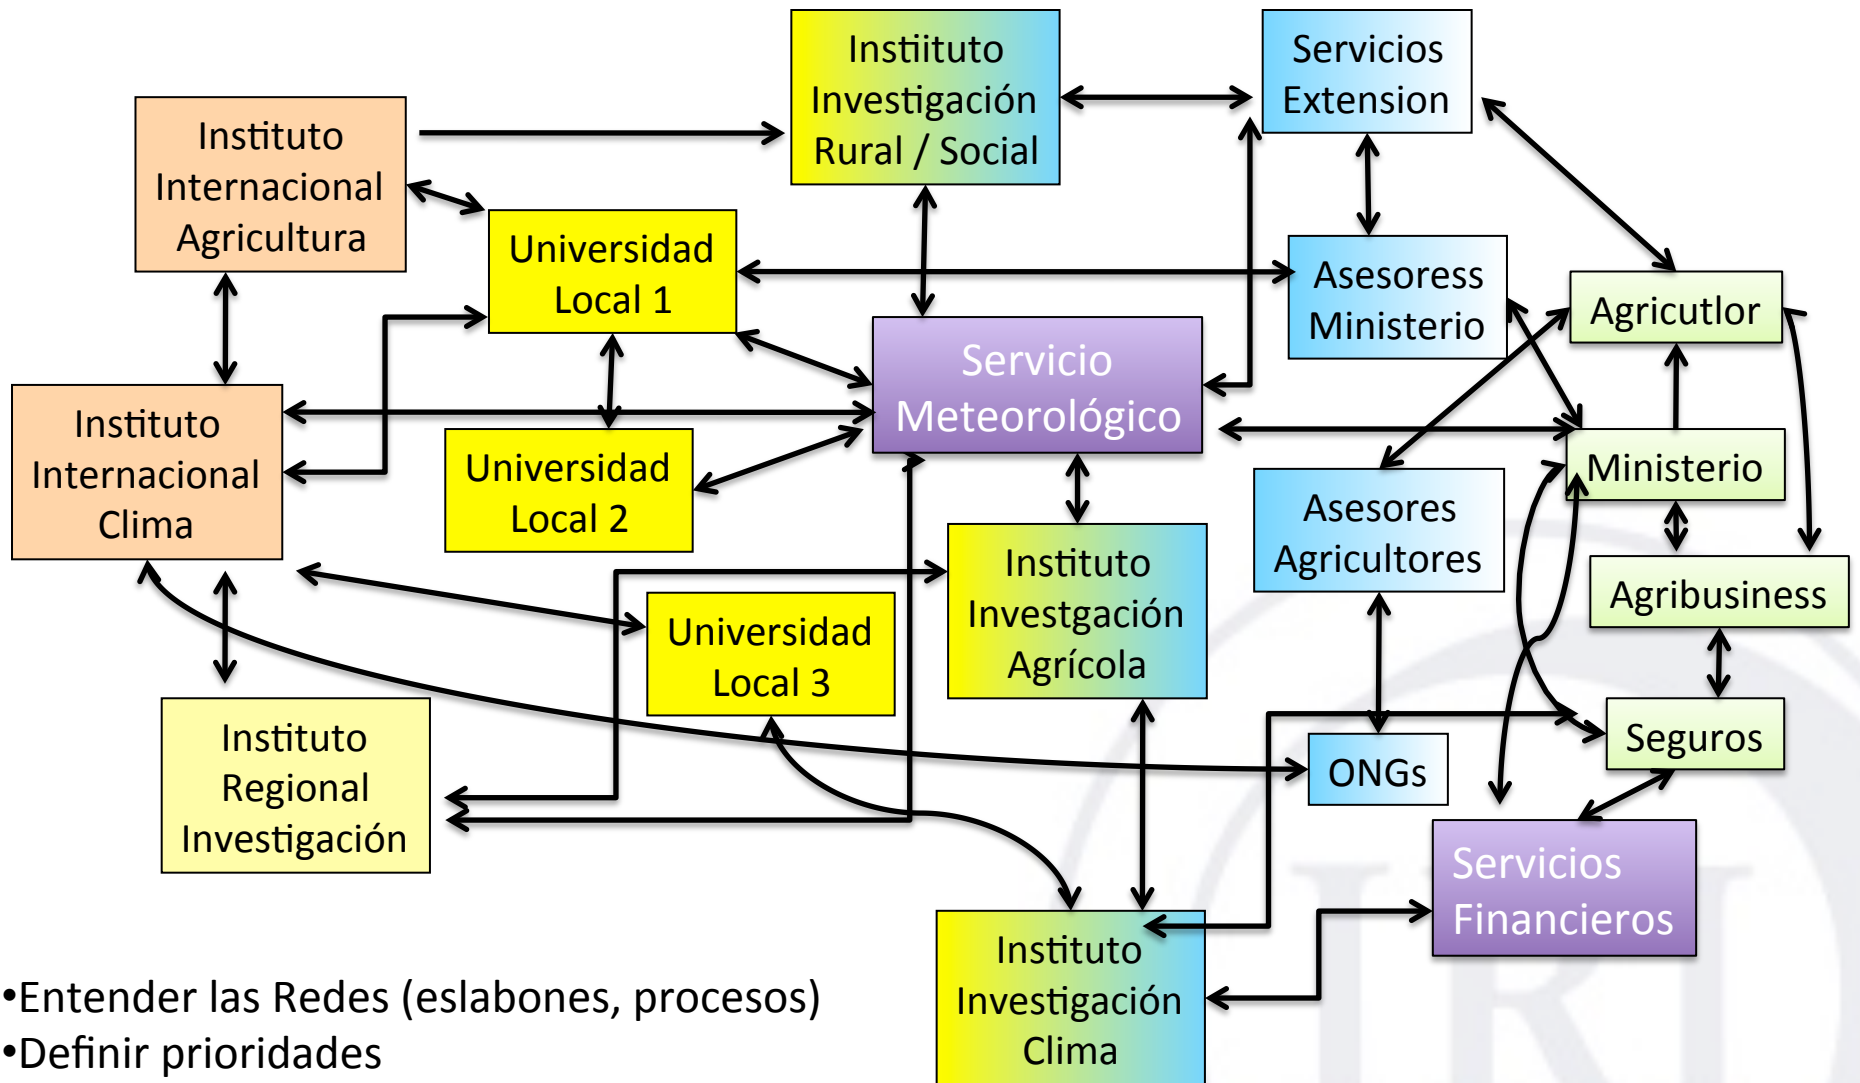 Instiituto
Investigación
Rural / Social
Servicios
Extension
Instituto
Internacional
Agricultura
Universidad
Local 1
Asesoress
Ministerio
Agricutlor
Servicio
Meteorológico
Instituto
Internacional
Clima
Universidad
Local 2
Ministerio
Asesores
Agricultores
Instituto
Investgación
Agrícola
Agribusiness
Universidad
Local 3
Instituto
Regional
Investigación
Seguros
ONGs
Servicios
Financieros
Instituto
Investigación
Clima
•Entender las Redes (eslabones, procesos)
•Definir prioridades
IRI